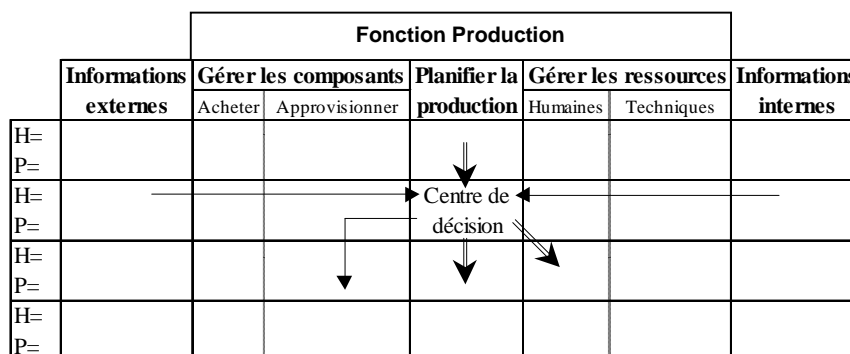 Fonction Production
Informations externes
Gérer les composants
Planifier la production
Gérer les ressources
Informations internes
Acheter
Approvisionner
Humaines
Techniques
H=
P=
H=
P=
Centre de
décision
H=
P=
H=
P=